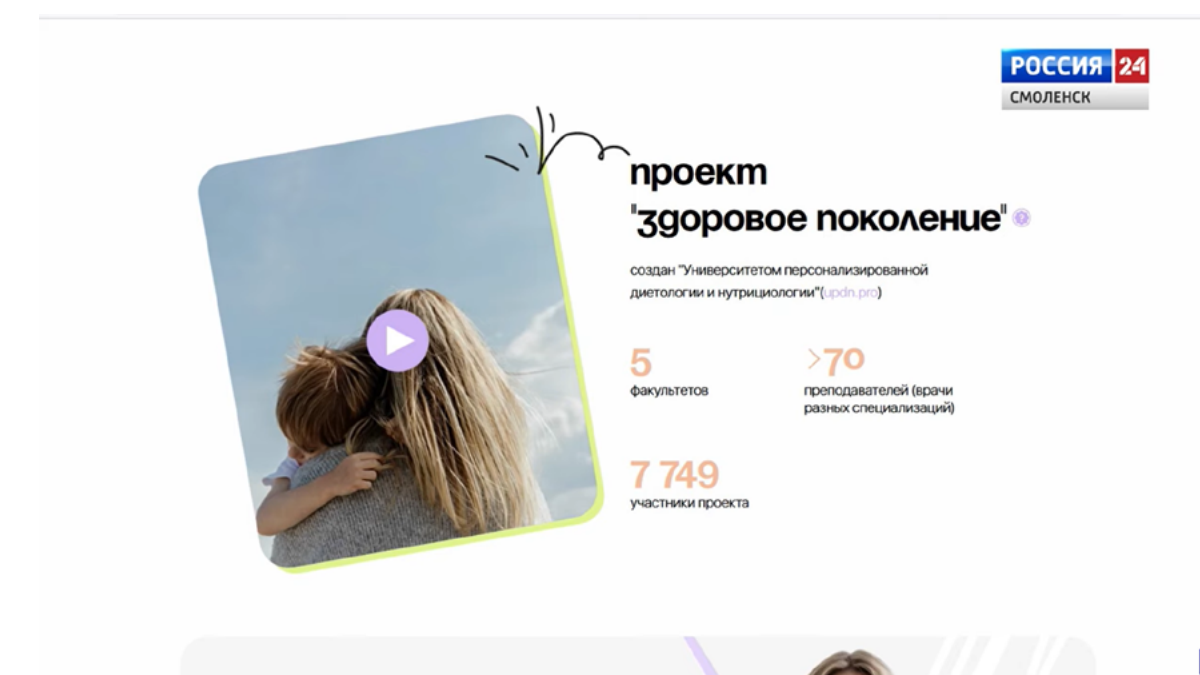 РОССИЯ 24
СМОЛЕНСК
проект
"здоровое поколение"
создан "Университетом персонализированной
диетологии и нутрициологии"(updn.pro)
5
факультетов
>70
преподавателей (врачи
разных специализаций)
7 749
участники проекта